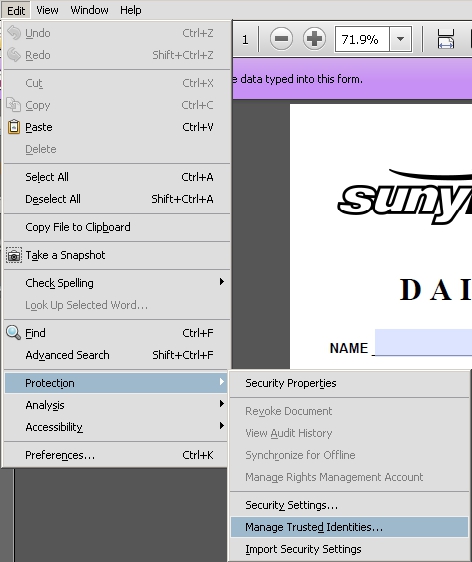 Edit View Window Help
Undo Ctrl+Z
Redo Shift+Ctrl+Z
Cut Ctrl+X
Copy Ctrl+C
Paste Ctrl+V
Delete
Select All Ctrl+A
Deselect All Shift+Ctrl+A
Copy File to Clipboard
Take a Snapshot
Check Spelling
Look Up Selected Word...
Find Ctrl+F
Advanced Search Shift+Ctrl+F
Protection
Analysis
Accessibility
Preferences... Ctrl+K
1 71.9%
e data typed into this form.
suny
D A I
NAME
Security Properties
Revoke Document
View Audit History
Synchronize for Offline
Manage Rights Management Account
Security Settings...
Manage Trusted Identities...
Import Security Settings